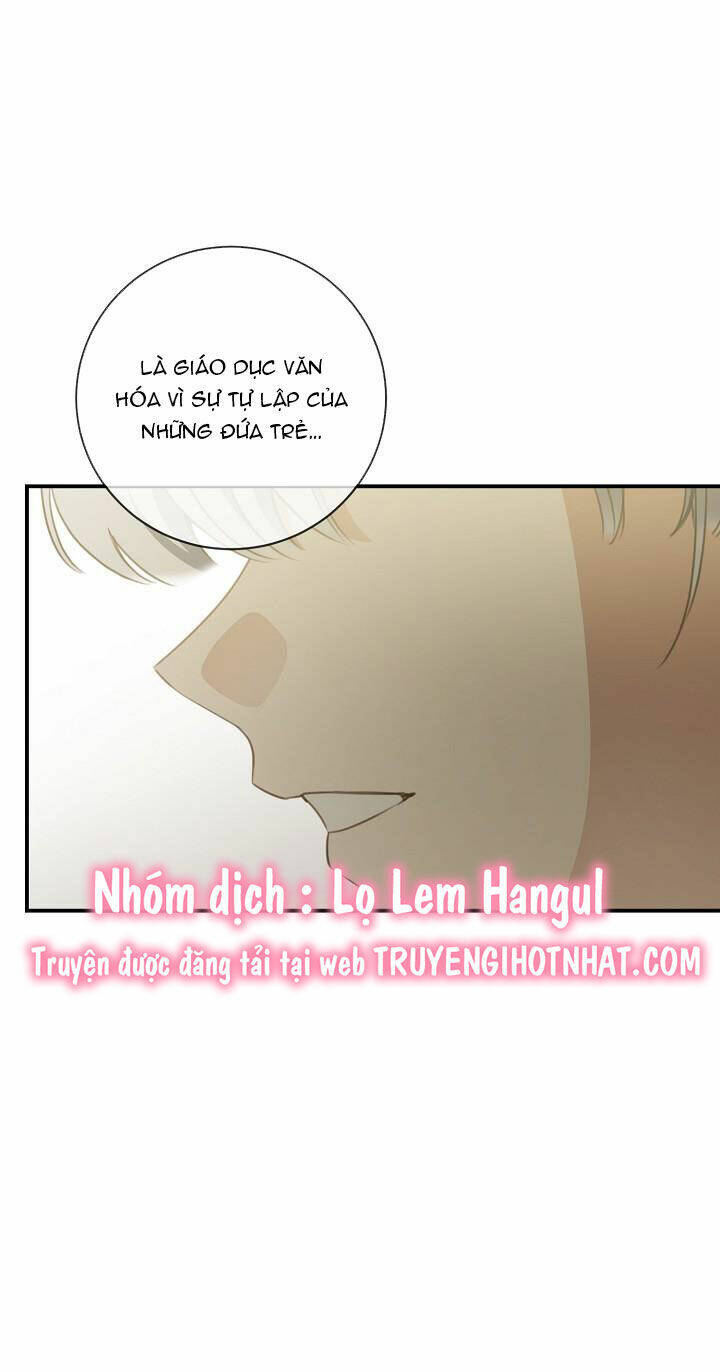 LÀ GIÁO DỤC VĂN
HÓA VÌ SỰ TỰ LẬP CỦA
NHỮNG ĐỨA TRẺ...
Nhóm dịch : Lọ Lem Hangul
Truyện được đăng tải tại web TRUYENGIHOTNHAT.COM